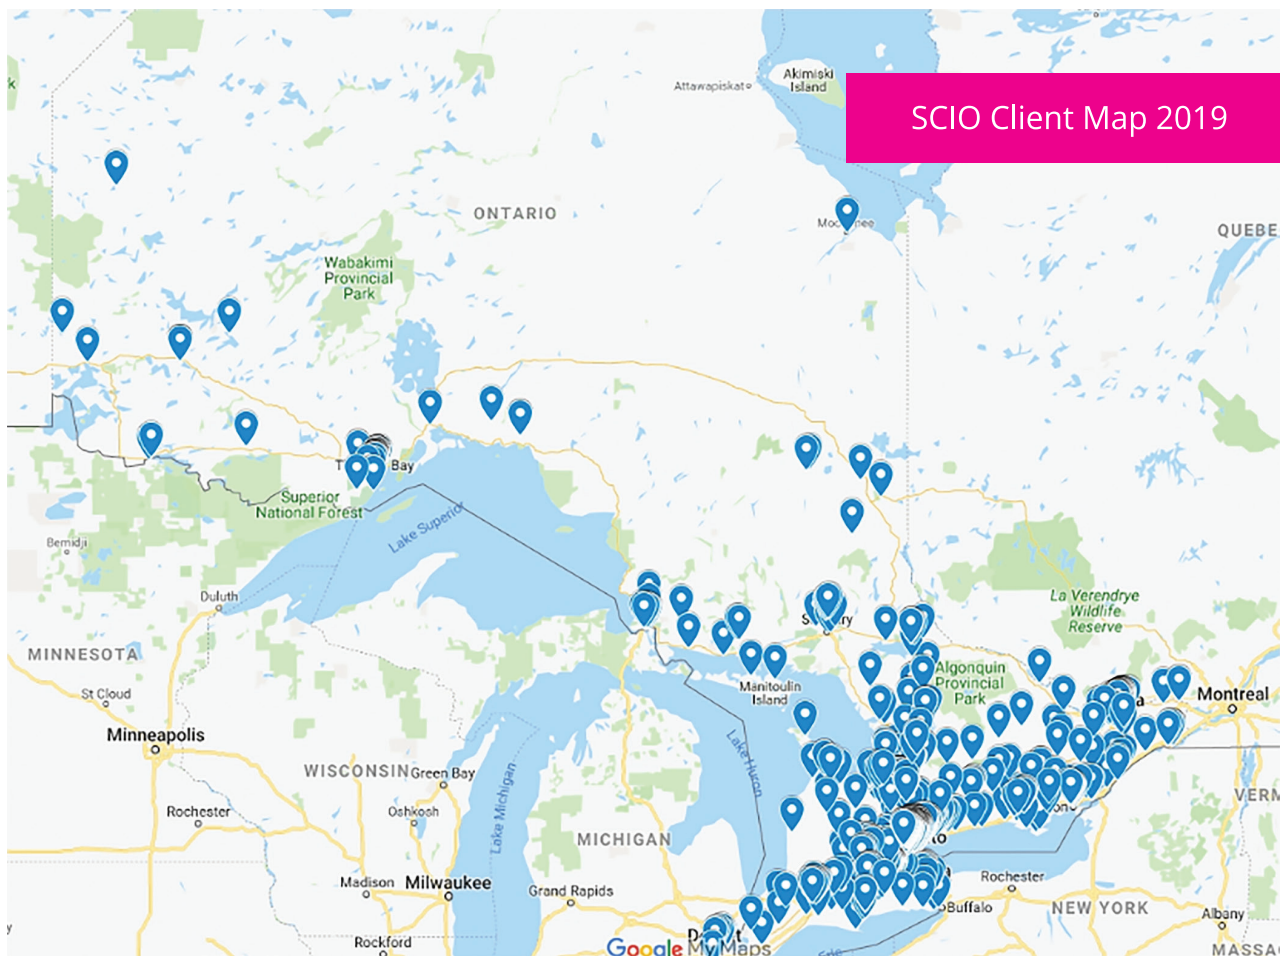 Akimiski
Island
Attawapiskat
SCIO Client Map 2019
ONTARIO
QUEBE
Wabakimi
Provincial
Park
Bay
Superior
National Forest
Lake Superior
Bemidji
Duluth
La Verendrye
Wildlife
Reserve
MINNESOTA
Algonquin
Provincial
Park
Manitoulin
Island
St Cloud
Montreal
Minneapolis
Lake Huron
WISCONSIN
Green Bay
Lake Michigan
Rochester
Oshkosh
VERM
MICHIGAN
to
Madison
Milwaukee
Grand Rapids
Rochester
Buffalo
NEW YORK
Albany
Rockford
Google My Maps
Erie
MASSA